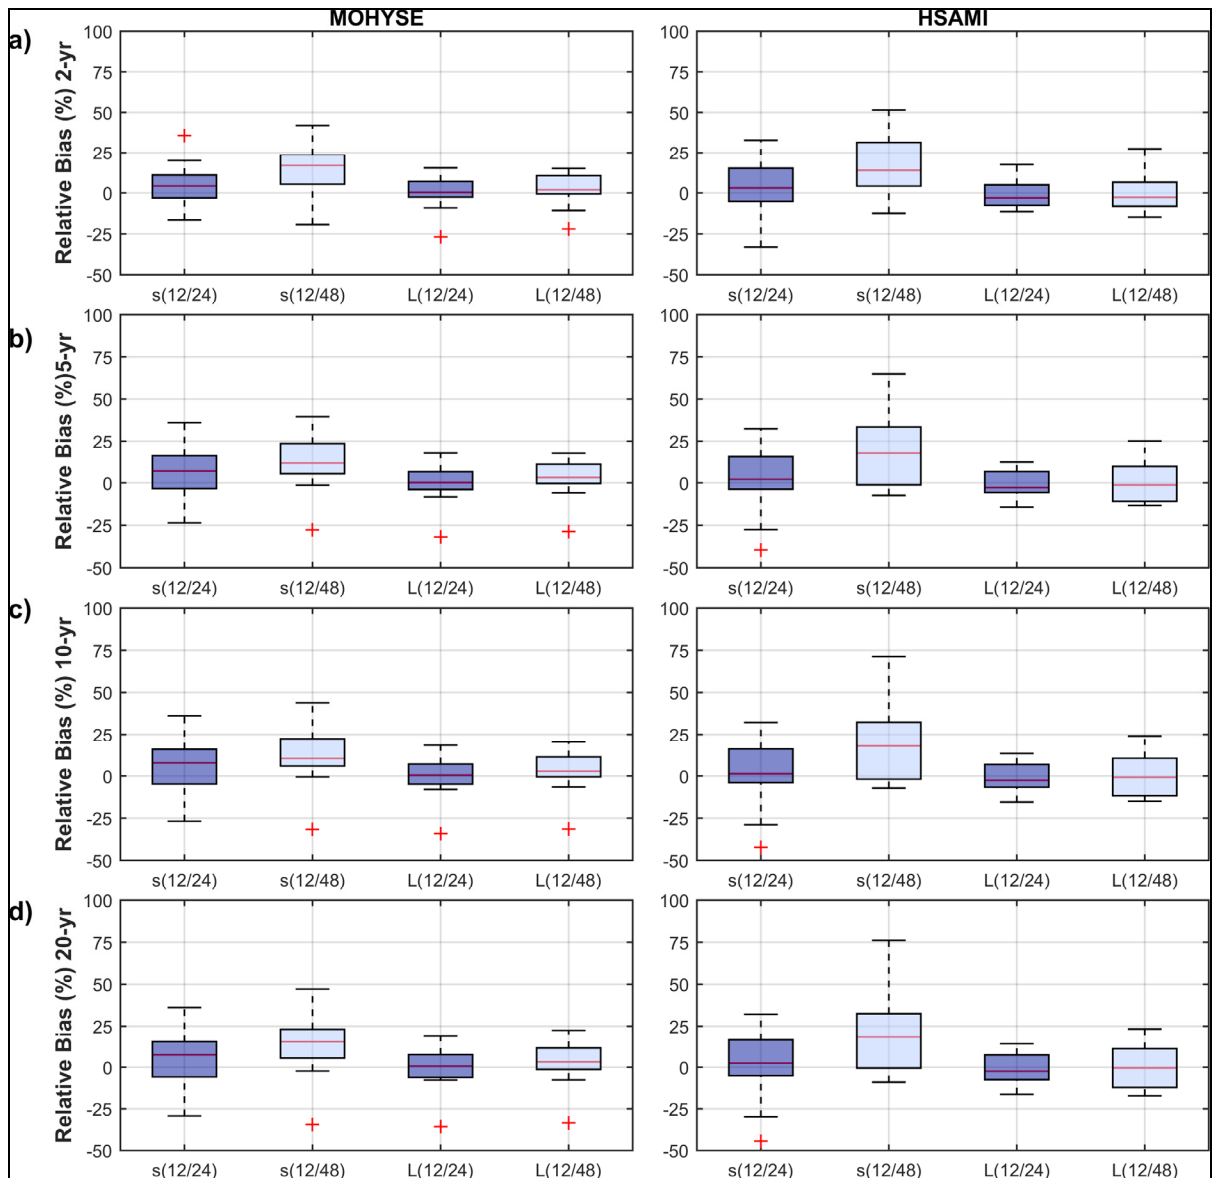 MOHYSE HSAMI
a)
Relative Bias (%) 2-yr
100 75 50 25 0 -25 -50
s(12/24) s(12/48) L(12/24) L(12/48)
100 75 50 25 0 -25 -50
s(12/24) s(12/48) L(12/24) L(12/48)
b)
Relative Bias (%)5-yr
100 75 50 25 0 -25 -50
s(12/24) s(12/48) L(12/24) L(12/48)
100 75 50 25 0 -25 -50
s(12/24) s(12/48) L(12/24) L(12/48)
c)
Relative Bias (%) 10-yr
100 75 50 25 0 -25 -50
s(12/24) s(12/48) L(12/24) L(12/48)
100 75 50 25 0 -25 -50
s(12/24) s(12/48) L(12/24) L(12/48)
d)
Relative Bias (%) 20-yr
100 75 50 25 0 -25 -50
s(12/24) s(12/48) L(12/24) L(12/48)
100 75 50 25 0 -25 -50
s(12/24) s(12/48) L(12/24) L(12/48)